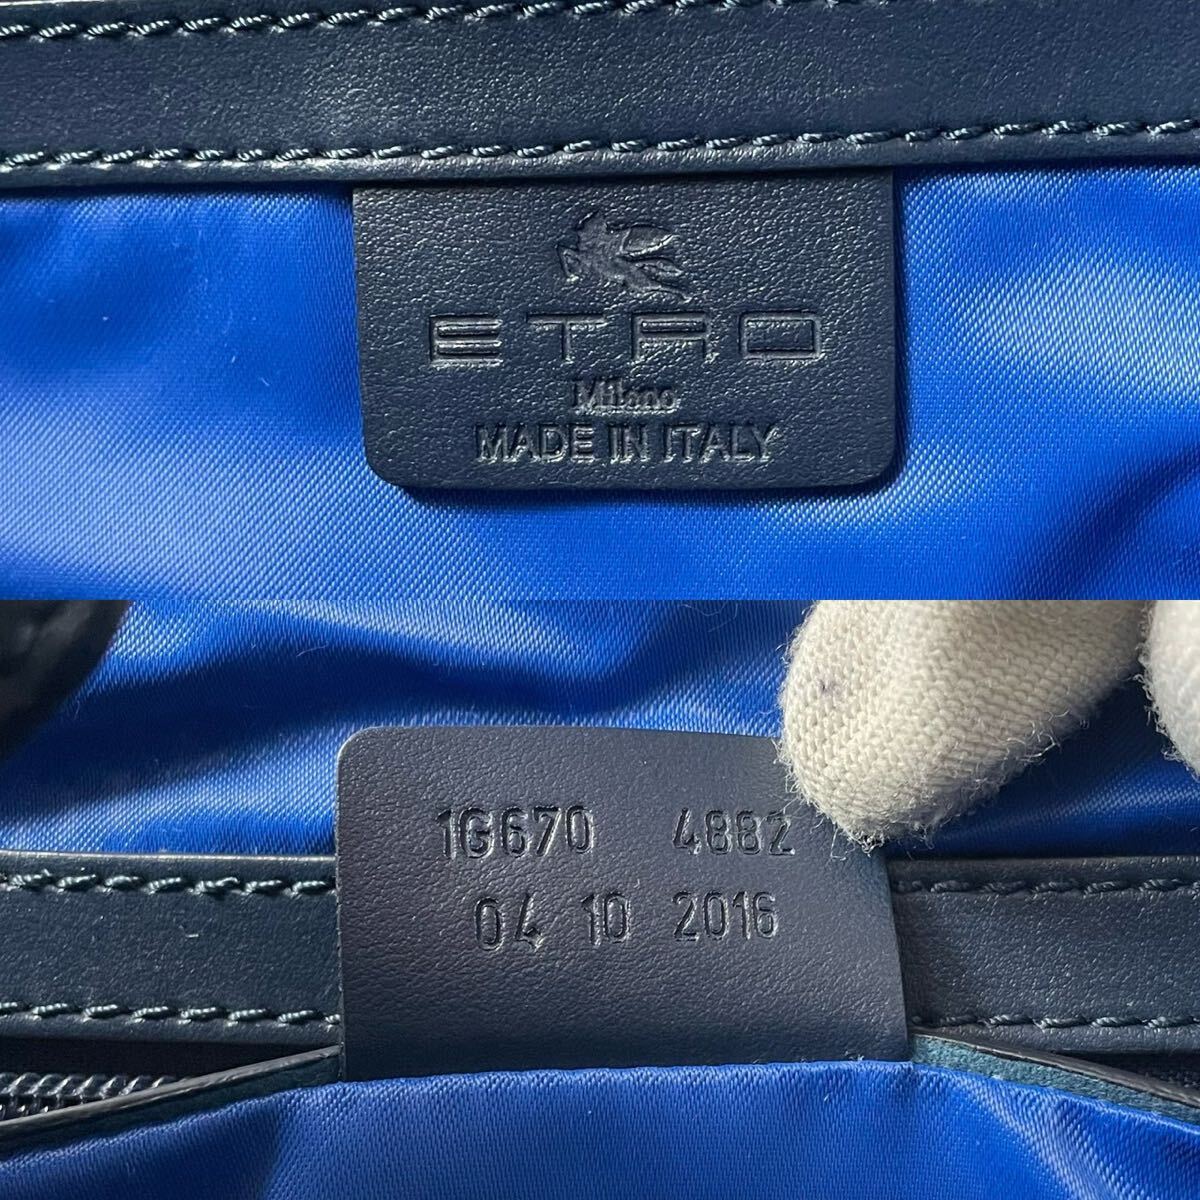 ETRO
Milano
MADE IN ITALY
1G670 4882
04 10 2016